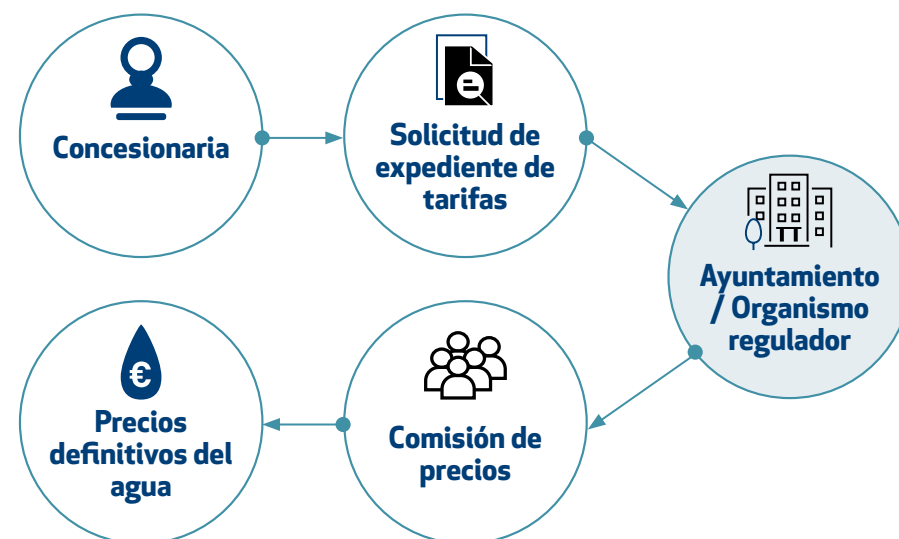 Concesionaria
Solicitud de
expediente de
tarifas
Ayuntamiento
/ Organismo
regulador
Comisión de
precios
€
Precios
definitivos del
agua